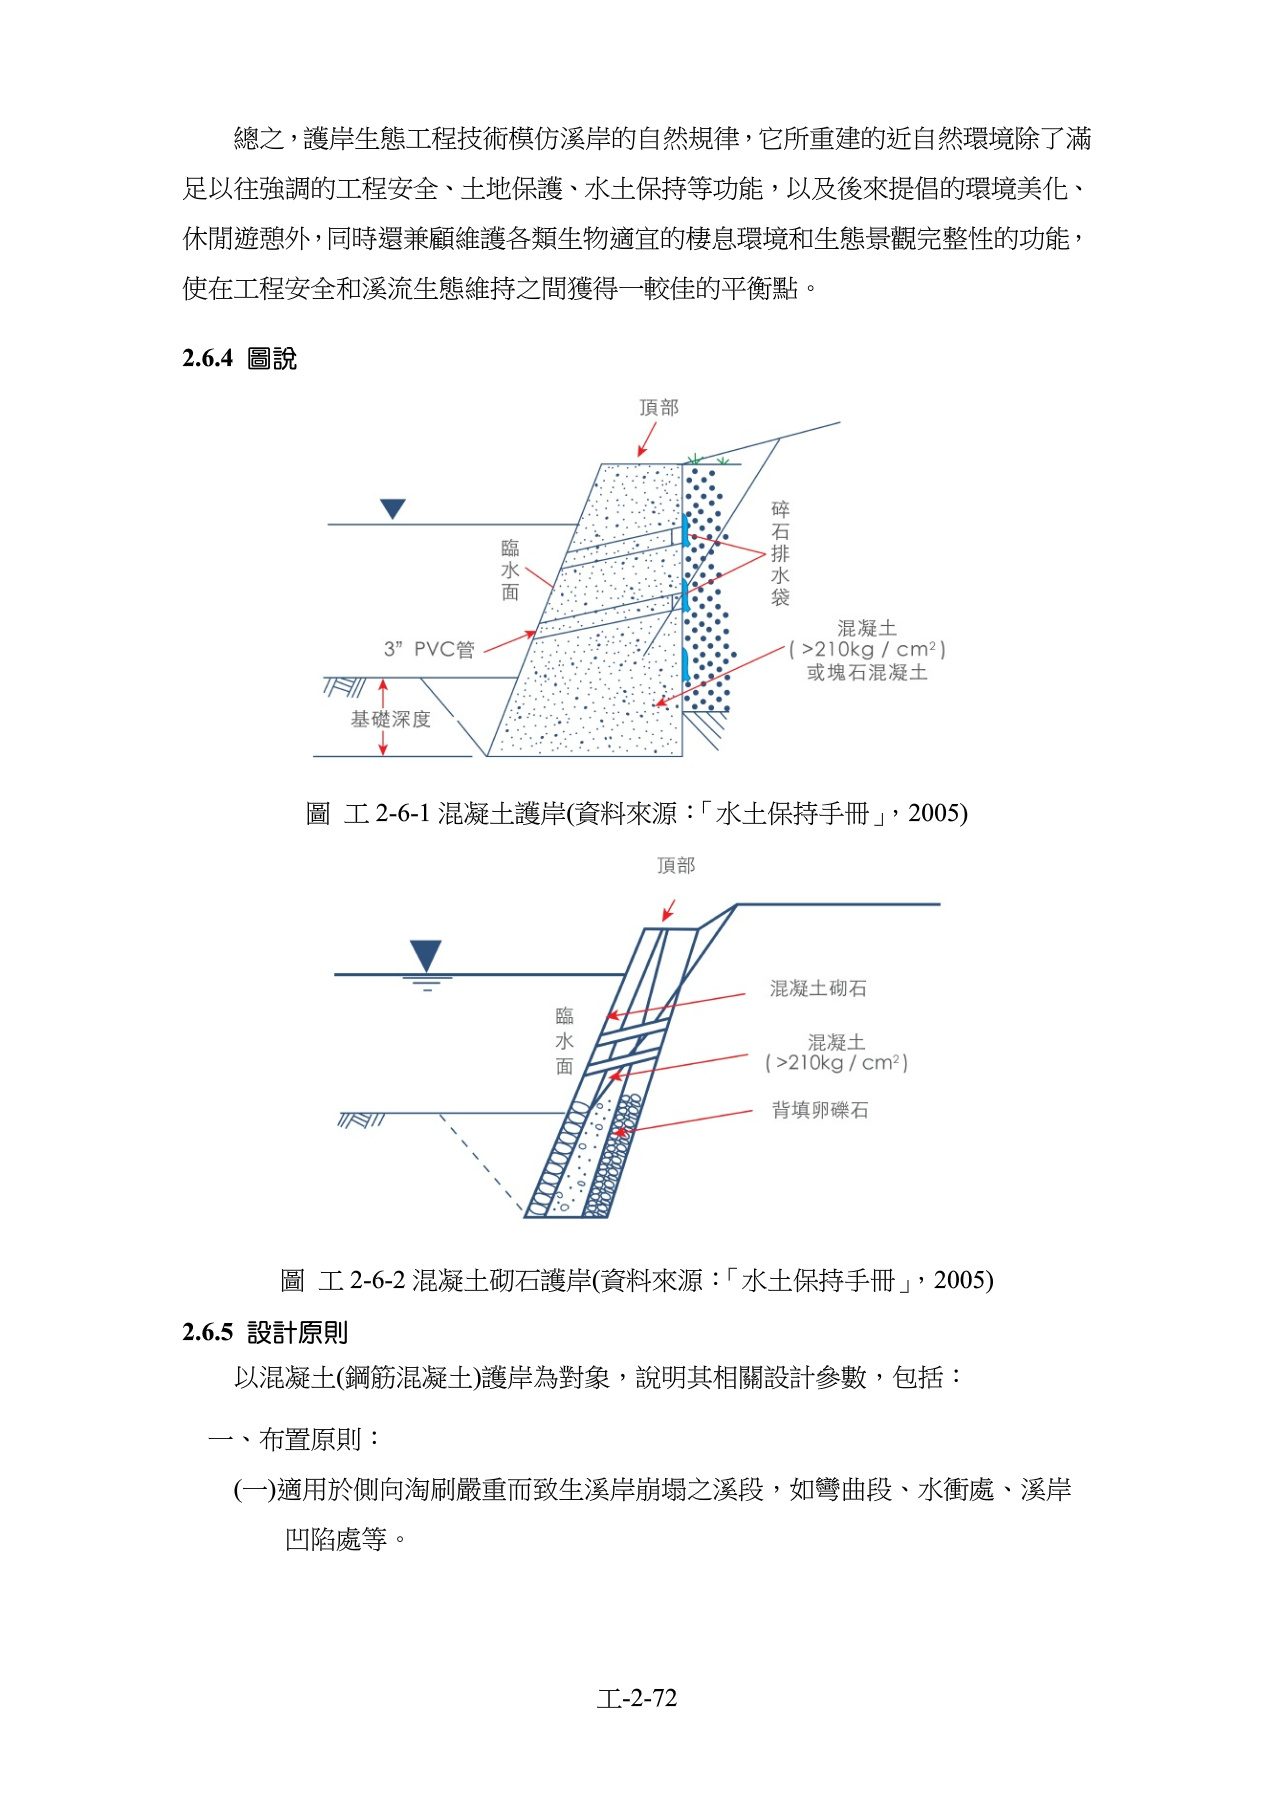 總之，護岸生態工程技術模仿溪岸的自然規律，它所重建的近自然環境除了滿
足以往強調的工程安全、土地保護、水土保持等功能，以及後來提倡的環境美化、
休閒遊憩外，同時還兼顧維護各類生物適宜的棲息環境和生態景觀完整性的功能，
使在工程安全和溪流生態維持之間獲得一較佳的平衡點。
2.6.4 圖說
頂部
臨水面
碎石排水袋
3” PVC管
混凝土
( >210kg / cm²)
或塊石混凝土
基礎深度
圖 工 2-6-1 混凝土護岸(資料來源：「水土保持手冊」，2005)
頂部
臨水面
混凝土砌石
混凝土
( >210kg / cm²)
背填卵礫石
圖 工 2-6-2 混凝土砌石護岸(資料來源：「水土保持手冊」，2005)
2.6.5 設計原則
以混凝土(鋼筋混凝土)護岸為對象，說明其相關設計參數，包括：
一、布置原則：
(一)適用於側向淘刷嚴重而致生溪岸崩塌之溪段，如彎曲段、水衝處、溪岸
凹陷處等。
工-2-72